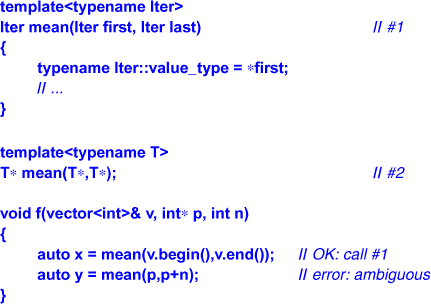 template<typename Iter>
Iter mean(Iter first, Iter last) // #1
{
typename Iter::value_type = *first;
// ...
}
template<typename T>
T* mean(T*,T*); // #2
void f(vector<int>& v, int* p, int n)
{
auto x = mean(v.begin(),v.end()); // OK: call #1
auto y = mean(p,p+n); // error: ambiguous
}